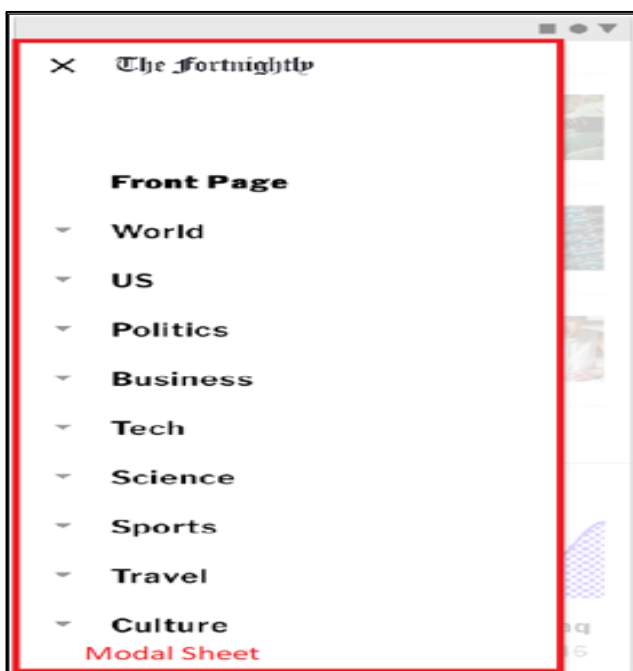 The Fortnightly
Front Page
World
US
Politics
Business
Tech
Science
Sports
Travel
Culture
Modal Sheet